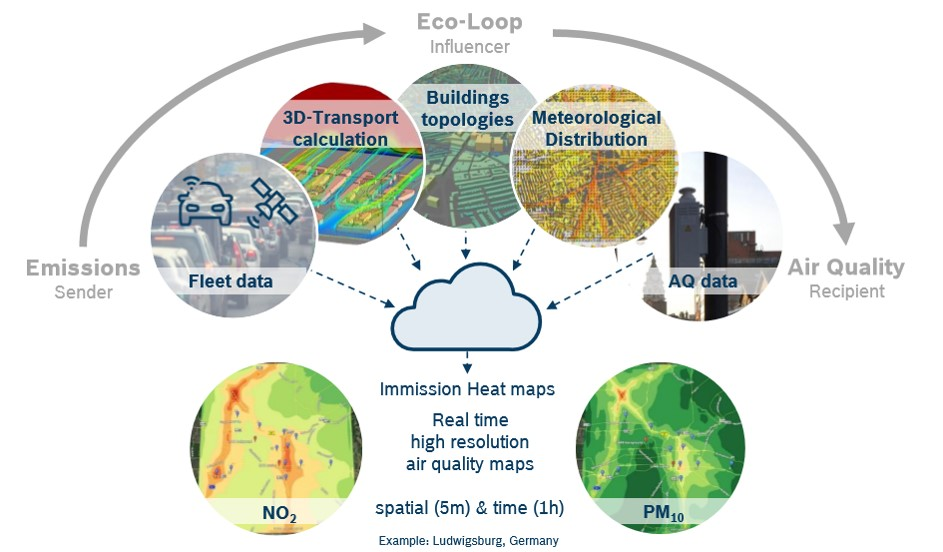 Eco-Loop
Influencer
Buildings
topologies
3D-Transport
calculation
Meteorological
Distribution
Emissions
Sender
Fleet data
AQ data
Air Quality
Recipient
Immission Heat maps
Real time
high resolution
air quality maps
spatial (5m) & time (1h)
NO₂
PM₁₀
Example: Ludwigsburg, Germany